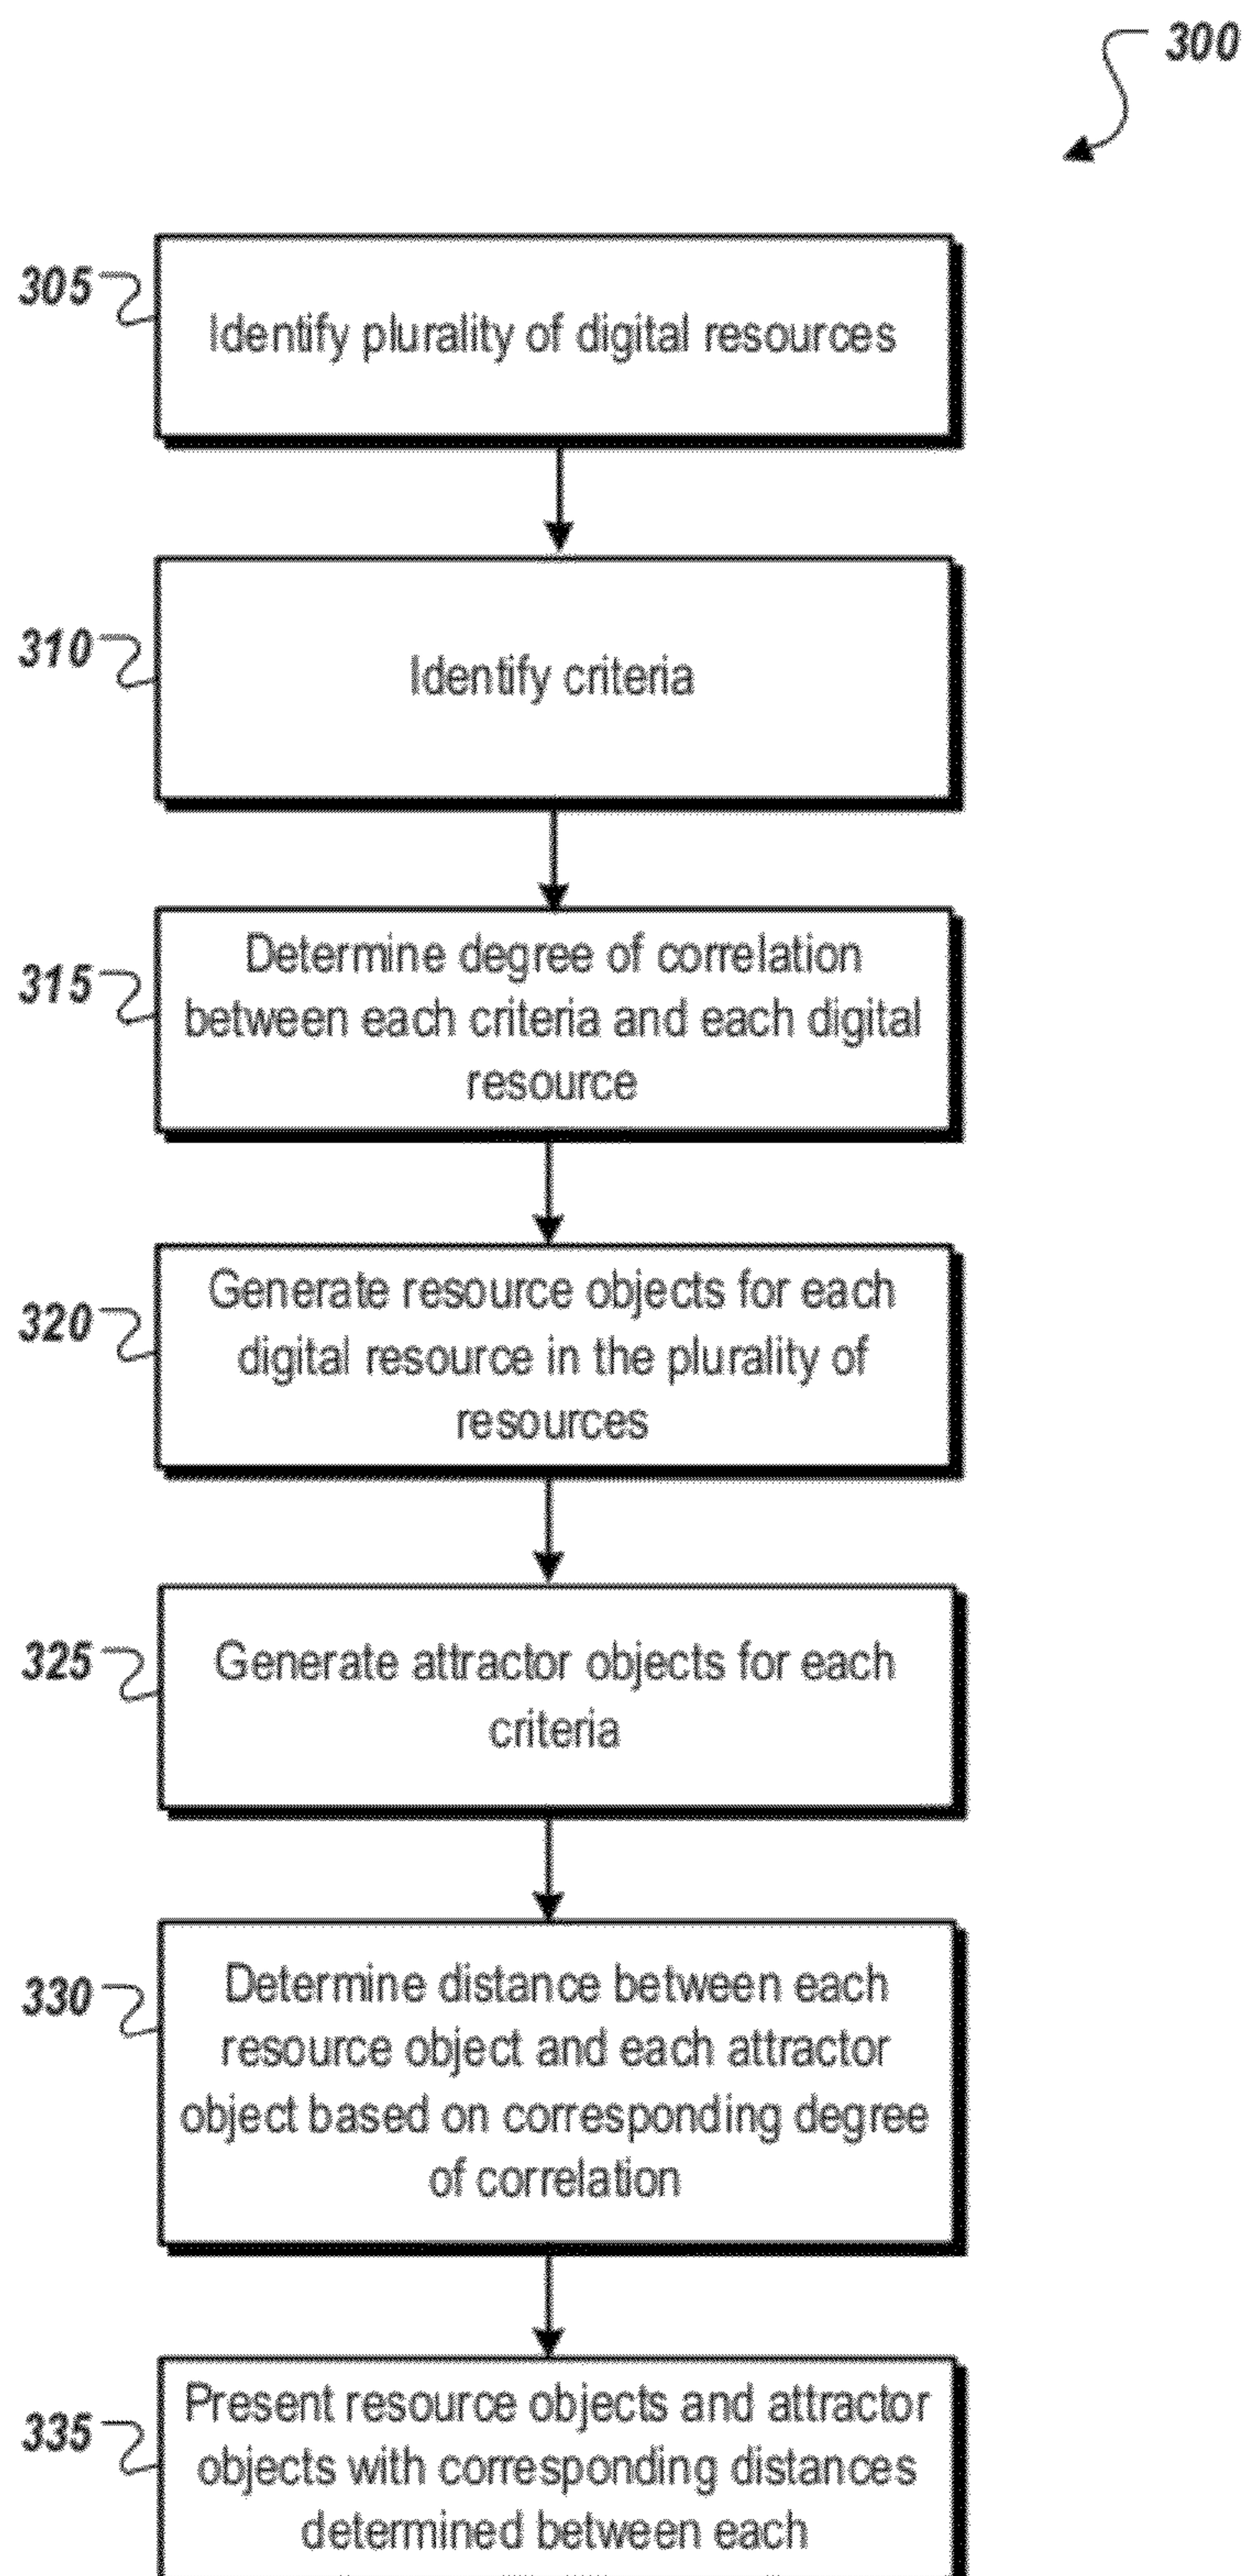 300
305
Identify plurality of digital resources
310
Identify criteria
315
Determine degree of correlation
between each criteria and each digital
resource
320
Generate resource objects for each
digital resource in the plurality of
resources
325
Generate attractor objects for each
criteria
330
Determine distance between each
resource object and each attractor
object based on corresponding degree
of correlation
335
Present resource objects and attractor
objects with corresponding distances
determined between each